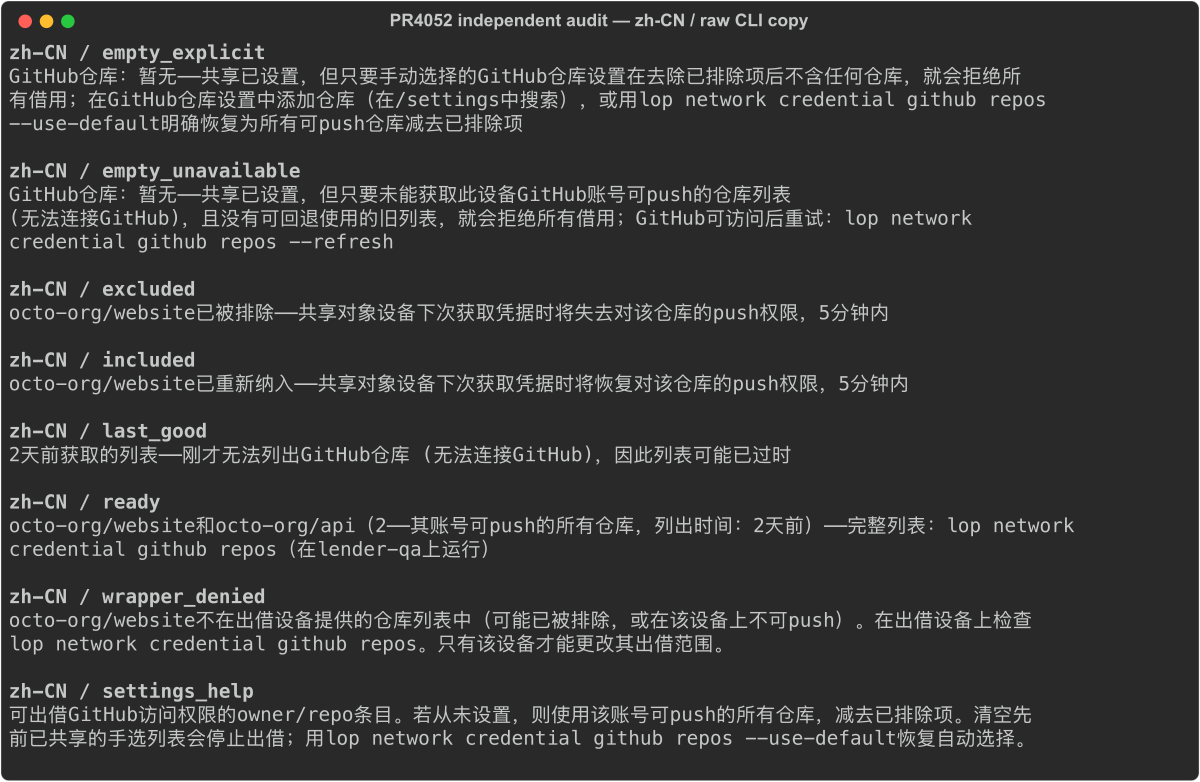 PR4052 independent audit — zh-CN / raw CLI copy
zh-CN / empty_explicit
GitHub仓库：暂无——共享已设置，但只要手动选择的GitHub仓库设置在去除已排除项后不含任何仓库，就会拒绝所
有借用；在GitHub仓库设置中添加仓库（在/settings中搜索），或用lop network credential github repos
--use-default明确恢复为所有可push仓库减去已排除项
zh-CN / empty_unavailable
GitHub仓库：暂无——共享已设置，但只要未能获取此设备GitHub账号可push的仓库列表
(无法连接GitHub)，且没有可回退使用的旧列表，就会拒绝所有借用；GitHub可访问后重试：lop network
credential github repos --refresh
zh-CN / excluded
octo-org/website已被排除——共享对象设备下次获取凭据时将失去对该仓库的push权限，5分钟内
zh-CN / included
octo-org/website已重新纳入——共享对象设备下次获取凭据时将恢复对该仓库的push权限，5分钟内
zh-CN / last_good
2天前获取的列表——刚才无法列出GitHub仓库 (无法连接GitHub)，因此列表可能已过时
zh-CN / ready
octo-org/website和octo-org/api（2——其账号可push的所有仓库，列出时间：2天前）——完整列表：lop network
credential github repos（在lender-qa上运行）
zh-CN / wrapper_denied
octo-org/website不在出借设备提供的仓库列表中（可能已被排除，或在该设备上不可push）。在出借设备上检查
lop network credential github repos。只有该设备才能更改其出借范围。
zh-CN / settings_help
可出借GitHub访问权限的owner/repo条目。若从未设置，则使用该账号可push的所有仓库，减去已排除项。清空先
前已共享的手选列表会停止出借；用lop network credential github repos --use-default恢复自动选择。